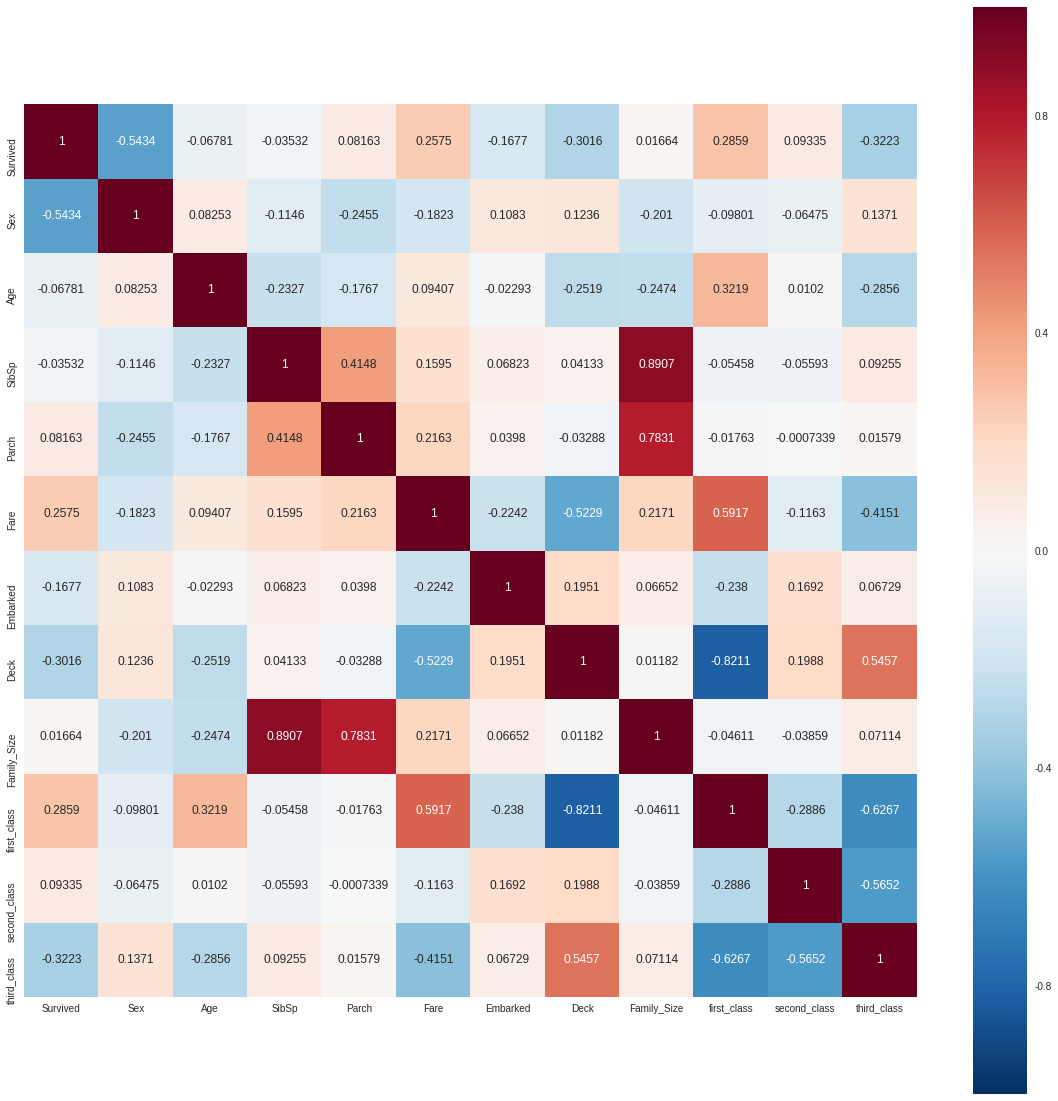 Survived 1 -0.5434 -0.06781 -0.03532 0.08163 0.2575 -0.1677 -0.3016 0.01664 0.2859 0.09335 -0.3223
Sex -0.5434 1 0.08253 -0.1146 -0.2455 -0.1823 0.1083 0.1236 -0.201 -0.09801 -0.06475 0.1371
Age -0.06781 0.08253 1 -0.2327 -0.1767 0.09407 -0.02293 -0.2519 -0.2474 0.3219 0.0102 -0.2856
SibSp -0.03532 -0.1146 -0.2327 1 0.4148 0.1595 0.06823 0.04133 0.8907 -0.05458 -0.05593 0.09255
Parch 0.08163 -0.2455 -0.1767 0.4148 1 0.2163 0.0398 -0.03288 0.7831 -0.01763 -0.0007339 0.01579
Fare 0.2575 -0.1823 0.09407 0.1595 0.2163 1 -0.2242 -0.5229 0.2171 0.5917 -0.1163 -0.4151
Embarked -0.1677 0.1083 -0.02293 0.06823 0.0398 -0.2242 1 0.1951 0.06652 -0.238 0.1692 0.06729
Deck -0.3016 0.1236 -0.2519 0.04133 -0.03288 -0.5229 0.1951 1 0.01182 -0.8211 0.1988 0.5457
Family_Size 0.01664 -0.201 -0.2474 0.8907 0.7831 0.2171 0.06652 0.01182 1 -0.04611 -0.03859 0.07114
first_class 0.2859 -0.09801 0.3219 -0.05458 -0.01763 0.5917 -0.238 -0.8211 -0.04611 1 -0.2886 -0.6267
second_class 0.09335 -0.06475 0.0102 -0.05593 -0.0007339 -0.1163 0.1692 0.1988 -0.03859 -0.2886 1 -0.5652
third_class -0.3223 0.1371 -0.2856 0.09255 0.01579 -0.4151 0.06729 0.5457 0.07114 -0.6267 -0.5652 1
Survived Sex Age SibSp Parch Fare Embarked Deck Family_Size first_class second_class third_class
0.8
0.4
0.0
-0.4
-0.8